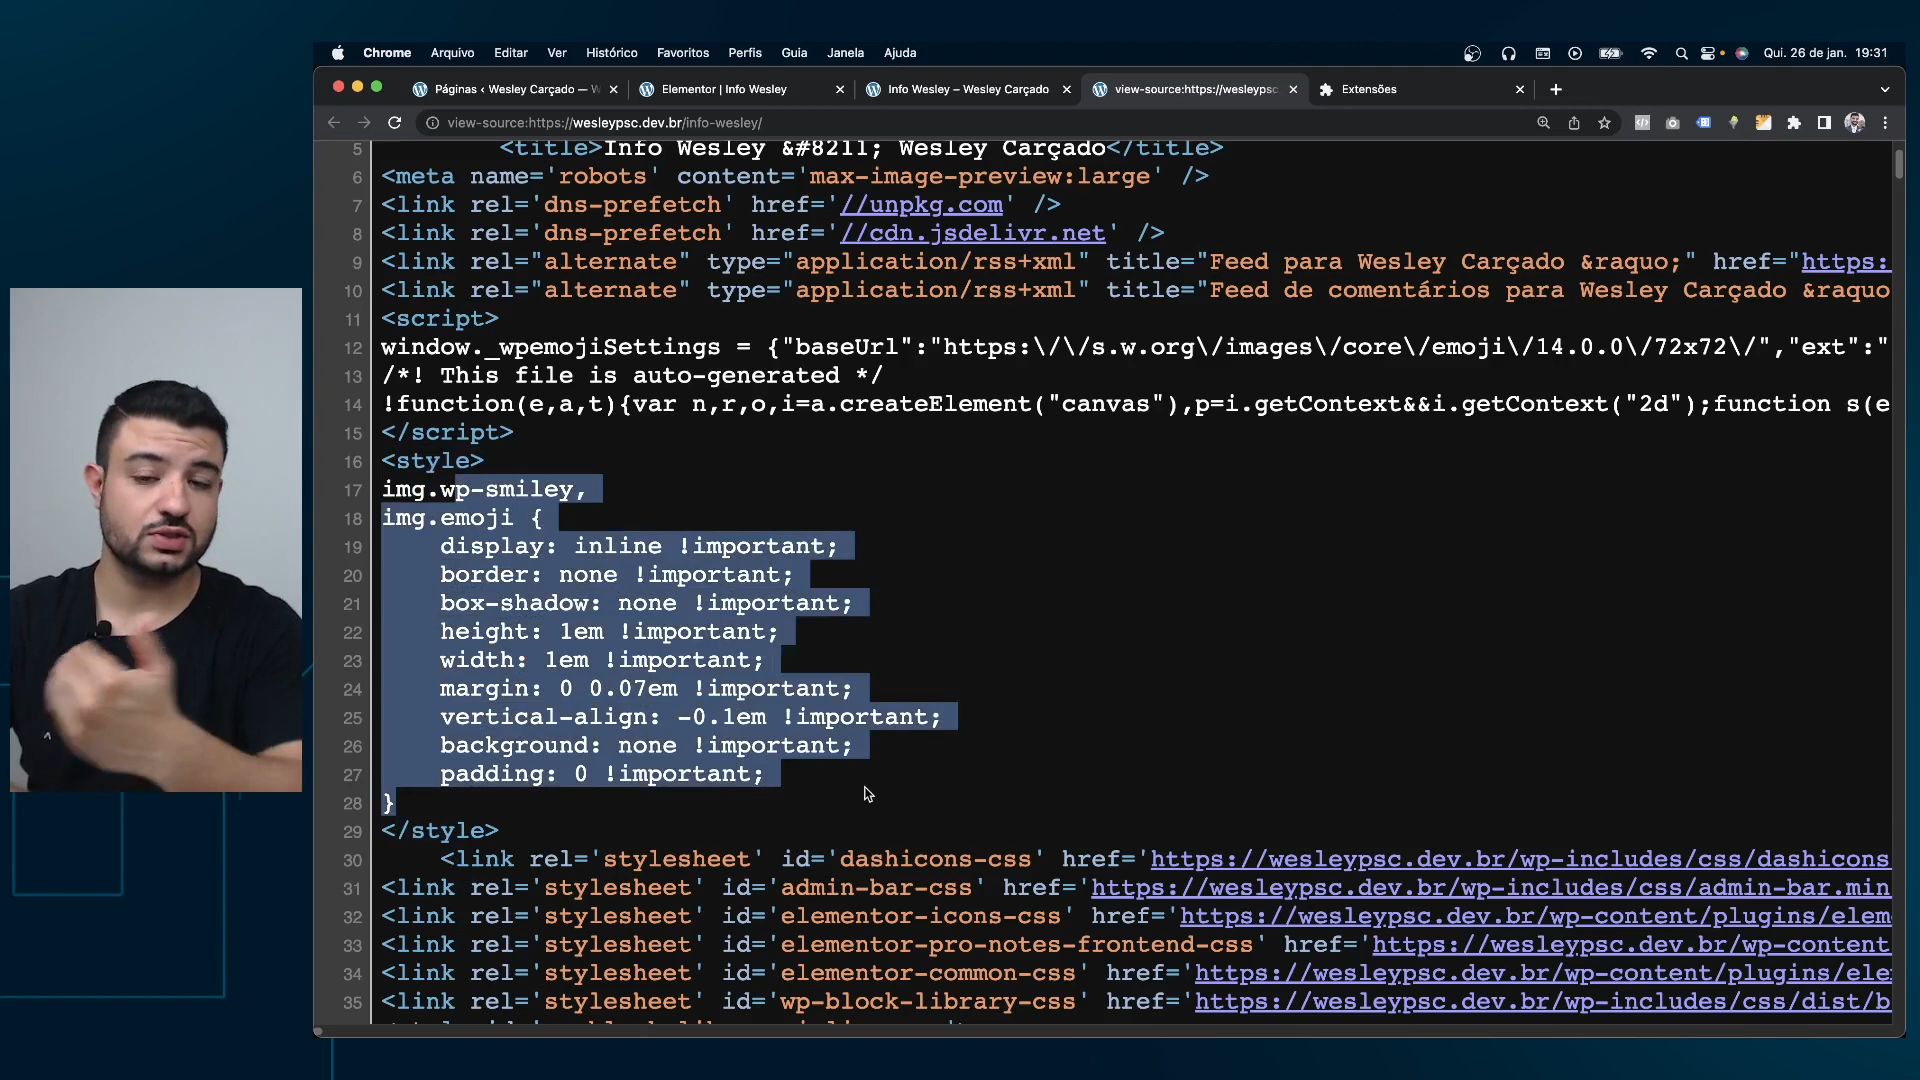 Chrome Arquivo Editar Ver Histórico Favoritos Perfis Guia Janela Ajuda Qui. 26 de jan. 19:31
Páginas ‹ Wesley Carçado — W Elementor | Info Wesley Info Wesley – Wesley Carçado view-source:https://wesleypsc. Extensões
view-source:https://wesleypsc.dev.br/info-wesley/
5 <title>Info Wesley &#8211; Wesley Carçado</title>
6 <meta name='robots' content='max-image-preview:large' />
7 <link rel='dns-prefetch' href='//unpkg.com' />
8 <link rel='dns-prefetch' href='//cdn.jsdelivr.net' />
9 <link rel="alternate" type="application/rss+xml" title="Feed para Wesley Carçado &raquo;" href="https:
10 <link rel="alternate" type="application/rss+xml" title="Feed de comentários para Wesley Carçado &raquo
11 <script>
12 window._wpemojiSettings = {"baseUrl":"https:\/\/s.w.org\/images\/core\/emoji\/14.0.0\/72x72\/","ext":"
13 /*! This file is auto-generated */
14 !function(e,a,t){var n,r,o,i=a.createElement("canvas"),p=i.getContext&&i.getContext("2d");function s(e
15 </script>
16 <style>
17 img.wp-smiley,
18 img.emoji {
19 display: inline !important;
20 border: none !important;
21 box-shadow: none !important;
22 height: 1em !important;
23 width: 1em !important;
24 margin: 0 0.07em !important;
25 vertical-align: -0.1em !important;
26 background: none !important;
27 padding: 0 !important;
28 }
29 </style>
30 <link rel='stylesheet' id='dashicons-css' href='https://wesleypsc.dev.br/wp-includes/css/dashicons
31 <link rel='stylesheet' id='admin-bar-css' href='https://wesleypsc.dev.br/wp-includes/css/admin-bar.min
32 <link rel='stylesheet' id='elementor-icons-css' href='https://wesleypsc.dev.br/wp-content/plugins/elem
33 <link rel='stylesheet' id='elementor-pro-notes-frontend-css' href='https://wesleypsc.dev.br/wp-content
34 <link rel='stylesheet' id='elementor-common-css' href='https://wesleypsc.dev.br/wp-content/plugins/ele
35 <link rel='stylesheet' id='wp-block-library-css' href='https://wesleypsc.dev.br/wp-includes/css/dist/b